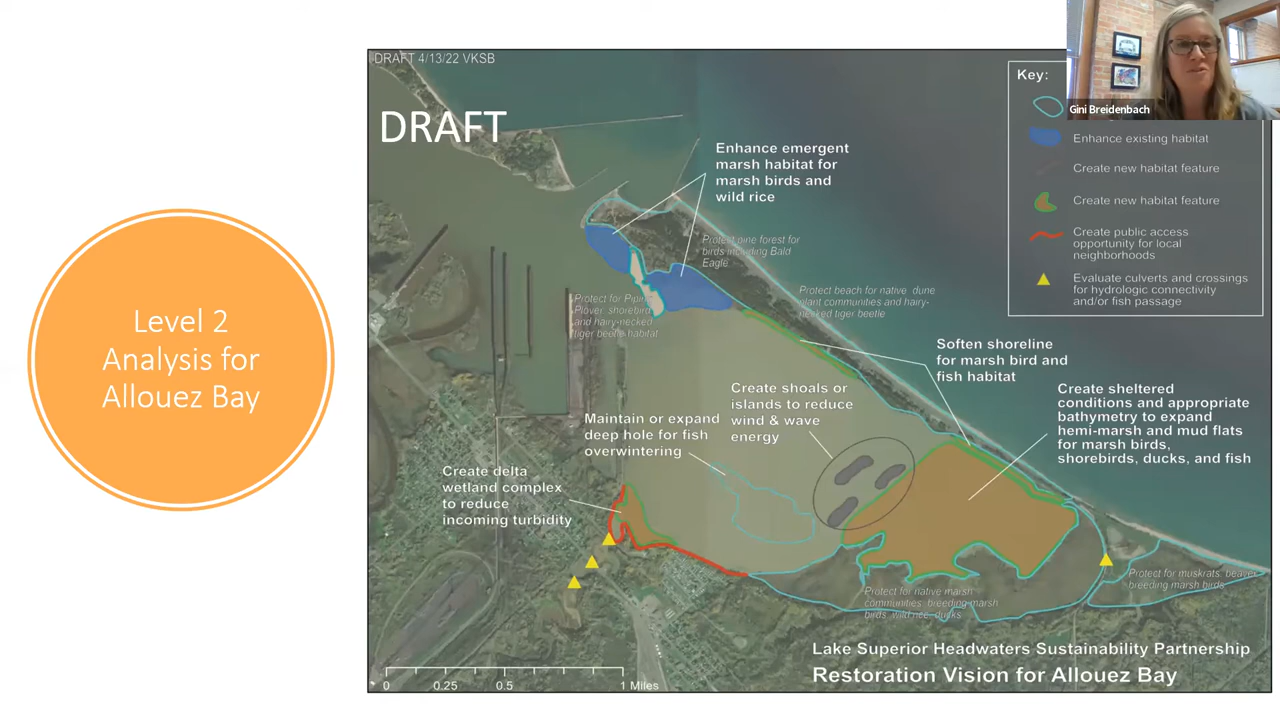 Level 2
Analysis for
Allouez Bay
DRAFT 4/13/22 VKSB
DRAFT
Gini Breidenbach
Key:
Enhance existing habitat
Create new habitat feature
Create new habitat feature
Create public access
opportunity for local
neighborhoods
Evaluate culverts and crossings
for hydrologic connectivity
and/or fish passage
Enhance emergent
marsh habitat for
marsh birds and
wild rice
Protect pine forest for
birds including Bald
Eagle
Protect for Piping
Plover, shorebird
and hairy-necked
tiger beetle habitat
Protect beach for native dune
plant communities and hairy-
necked tiger beetle
Soften shoreline
for marsh bird and
fish habitat
Create shoals or
islands to reduce
wind & wave
energy
Create sheltered
conditions and appropriate
bathymetry to expand
hemi-marsh and mud flats
for marsh birds,
shorebirds, ducks, and fish
Maintain or expand
deep hole for fish
overwintering
Create delta
wetland complex
to reduce
incoming turbidity
Protect for native marsh
communities, breeding marsh
birds, wild rice, ducks
Protect for muskrats, beaver
breeding marsh birds
Lake Superior Headwaters Sustainability Partnership
Restoration Vision for Allouez Bay
0 0.25 0.5 1 Miles